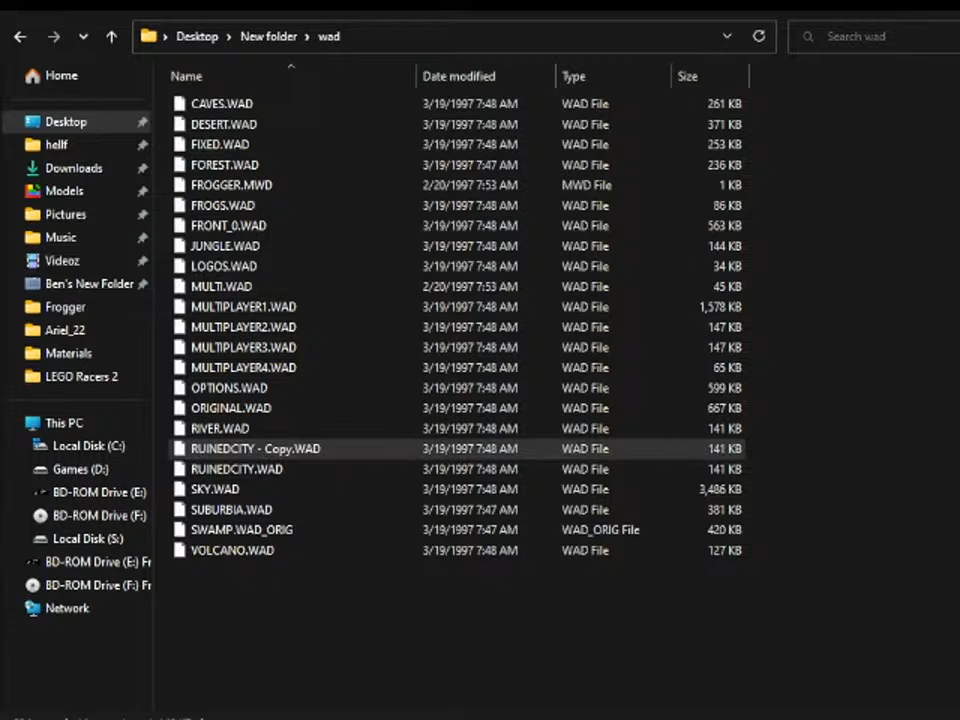 Desktop > New folder > wad
Search wad
Home
Desktop
hellf
Downloads
Models
Pictures
Music
Videoz
Ben's New Folder
Frogger
Ariel_22
Materials
LEGO Racers 2
This PC
Local Disk (C:)
Games (D:)
BD-ROM Drive (E:)
BD-ROM Drive (F:)
Local Disk (S:)
BD-ROM Drive (E:) Fr
BD-ROM Drive (F:) Fr
Network
Name Date modified Type Size
CAVES.WAD 3/19/1997 7:48 AM WAD File 261 KB
DESERT.WAD 3/19/1997 7:48 AM WAD File 371 KB
FIXED.WAD 3/19/1997 7:48 AM WAD File 253 KB
FOREST.WAD 3/19/1997 7:47 AM WAD File 236 KB
FROGGER.MWD 2/20/1997 7:53 AM MWD File 1 KB
FROGS.WAD 3/19/1997 7:48 AM WAD File 86 KB
FRONT_0.WAD 3/19/1997 7:48 AM WAD File 563 KB
JUNGLE.WAD 3/19/1997 7:48 AM WAD File 144 KB
LOGOS.WAD 3/19/1997 7:48 AM WAD File 34 KB
MULTI.WAD 2/20/1997 7:53 AM WAD File 45 KB
MULTIPLAYER1.WAD 3/19/1997 7:48 AM WAD File 1,578 KB
MULTIPLAYER2.WAD 3/19/1997 7:48 AM WAD File 147 KB
MULTIPLAYER3.WAD 3/19/1997 7:48 AM WAD File 147 KB
MULTIPLAYER4.WAD 3/19/1997 7:48 AM WAD File 65 KB
OPTIONS.WAD 3/19/1997 7:48 AM WAD File 599 KB
ORIGINAL.WAD 3/19/1997 7:48 AM WAD File 667 KB
RIVER.WAD 3/19/1997 7:48 AM WAD File 141 KB
RUINEDCITY - Copy.WAD 3/19/1997 7:48 AM WAD File 141 KB
RUINEDCITY.WAD 3/19/1997 7:48 AM WAD File 141 KB
SKY.WAD 3/19/1997 7:48 AM WAD File 3,486 KB
SUBURBIA.WAD 3/19/1997 7:47 AM WAD File 381 KB
SWAMP.WAD_ORIG 3/19/1997 7:47 AM WAD_ORIG File 420 KB
VOLCANO.WAD 3/19/1997 7:48 AM WAD File 127 KB